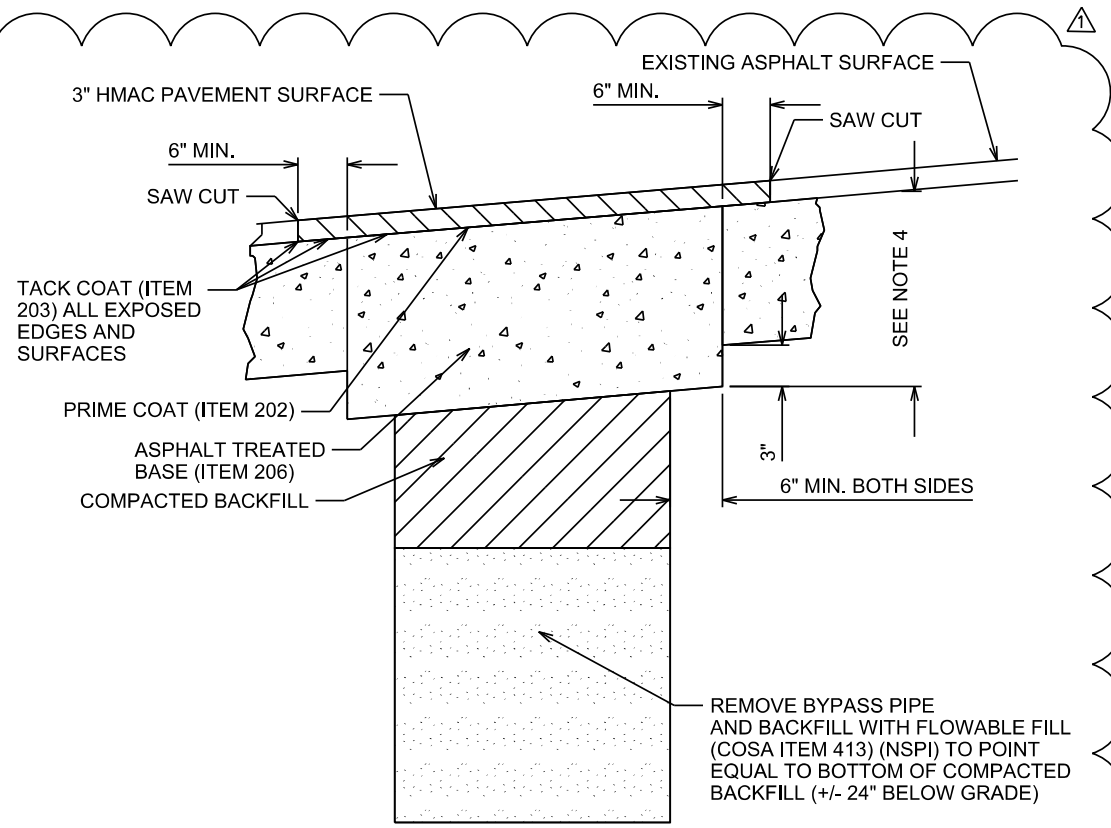 1
EXISTING ASPHALT SURFACE
3" HMAC PAVEMENT SURFACE
6" MIN.
SAW CUT
6" MIN.
SAW CUT
TACK COAT (ITEM
203) ALL EXPOSED
EDGES AND
SURFACES
SEE NOTE 4
PRIME COAT (ITEM 202)
ASPHALT TREATED
BASE (ITEM 206)
3"
COMPACTED BACKFILL
6" MIN. BOTH SIDES
REMOVE BYPASS PIPE
AND BACKFILL WITH FLOWABLE FILL
(COSA ITEM 413) (NSPI) TO POINT
EQUAL TO BOTTOM OF COMPACTED
BACKFILL (+/- 24" BELOW GRADE)